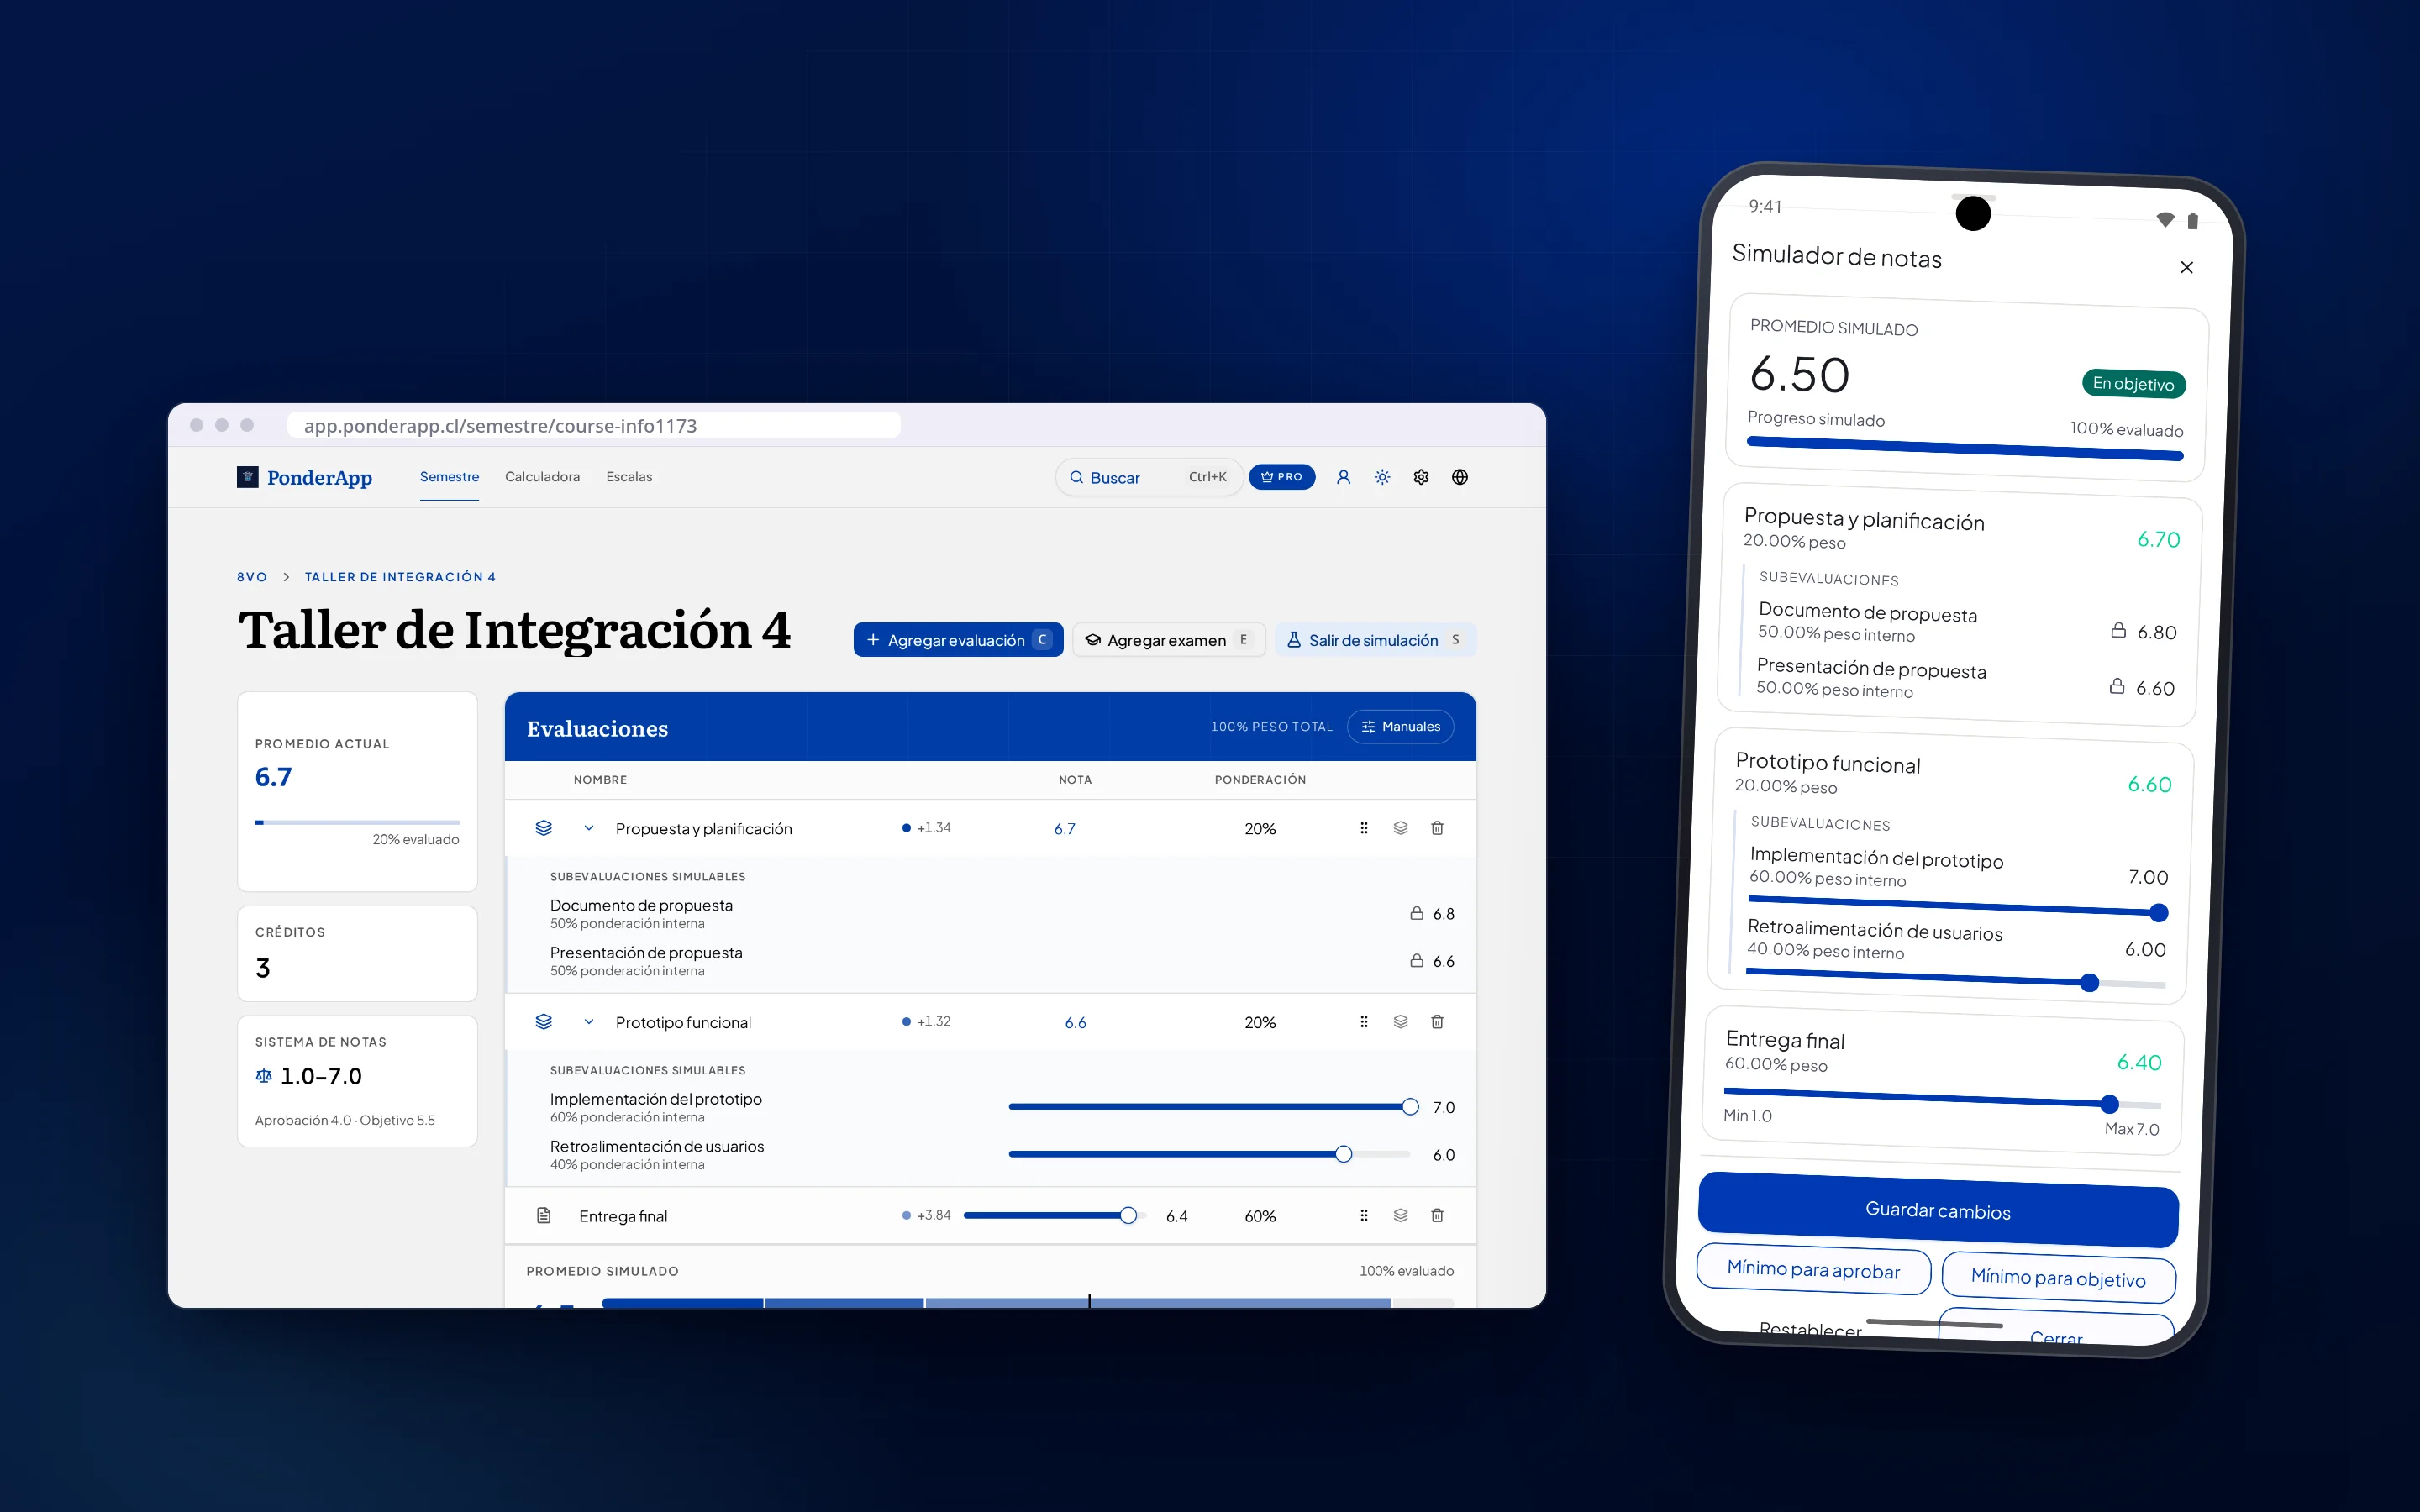 app.ponderapp.cl/semestre/course-info1173
PonderApp
Semestre
Calculadora
Escalas
Buscar
Ctrl+K
PRO
8VO > TALLER DE INTEGRACIÓN 4
Taller de Integración 4
+ Agregar evaluación C
Agregar examen E
Salir de simulación S
PROMEDIO ACTUAL
6.7
20% evaluado
CRÉDITOS
3
SISTEMA DE NOTAS
1.0–7.0
Aprobación 4.0 · Objetivo 5.5
Evaluaciones
100% PESO TOTAL
Manuales
NOMBRE NOTA PONDERACIÓN
Propuesta y planificación +1.34 6.7 20%
SUBEVALUACIONES SIMULABLES
Documento de propuesta
50% ponderación interna
6.8
Presentación de propuesta
50% ponderación interna
6.6
Prototipo funcional +1.32 6.6 20%
SUBEVALUACIONES SIMULABLES
Implementación del prototipo
60% ponderación interna
7.0
Retroalimentación de usuarios
40% ponderación interna
6.0
Entrega final +3.84 6.4 60%
PROMEDIO SIMULADO
100% evaluado
9:41
Simulador de notas
PROMEDIO SIMULADO
6.50
En objetivo
Progreso simulado
100% evaluado
Propuesta y planificación
20.00% peso
6.70
SUBEVALUACIONES
Documento de propuesta
50.00% peso interno
6.80
Presentación de propuesta
50.00% peso interno
6.60
Prototipo funcional
20.00% peso
6.60
SUBEVALUACIONES
Implementación del prototipo
60.00% peso interno
7.00
Retroalimentación de usuarios
40.00% peso interno
6.00
Entrega final
60.00% peso
6.40
Min 1.0
Max 7.0
Guardar cambios
Mínimo para aprobar
Mínimo para objetivo
Restablecer
Cerrar